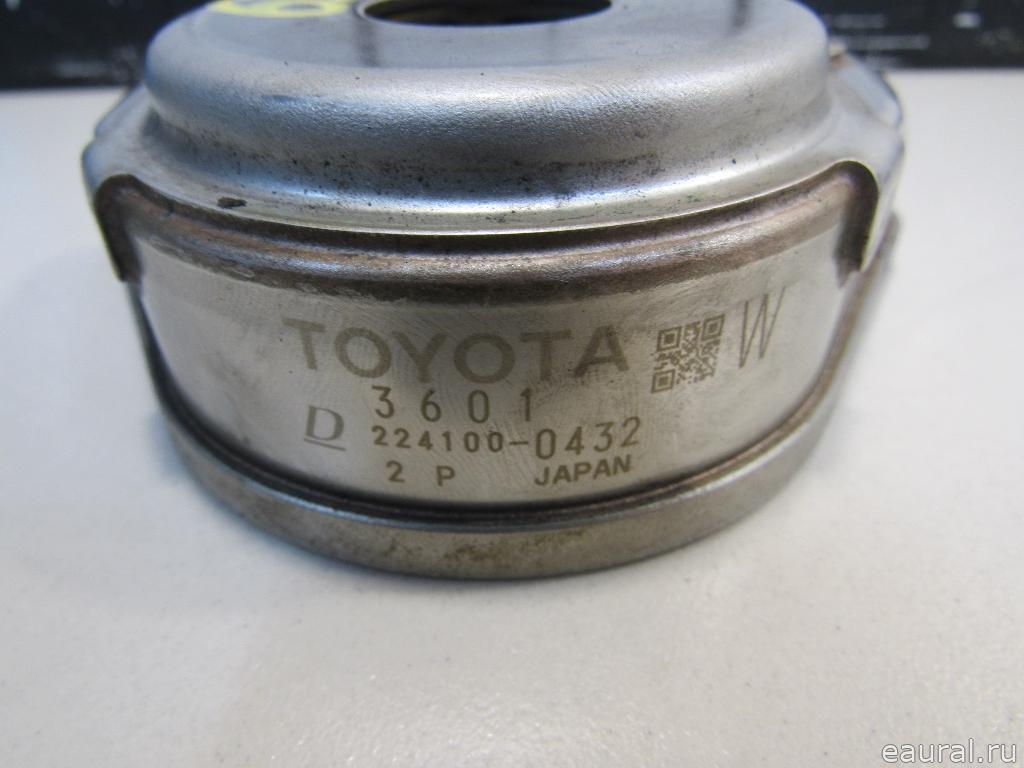 TOYOTA W
3601
D 224100-0432
2 P JAPAN
eaural.ru